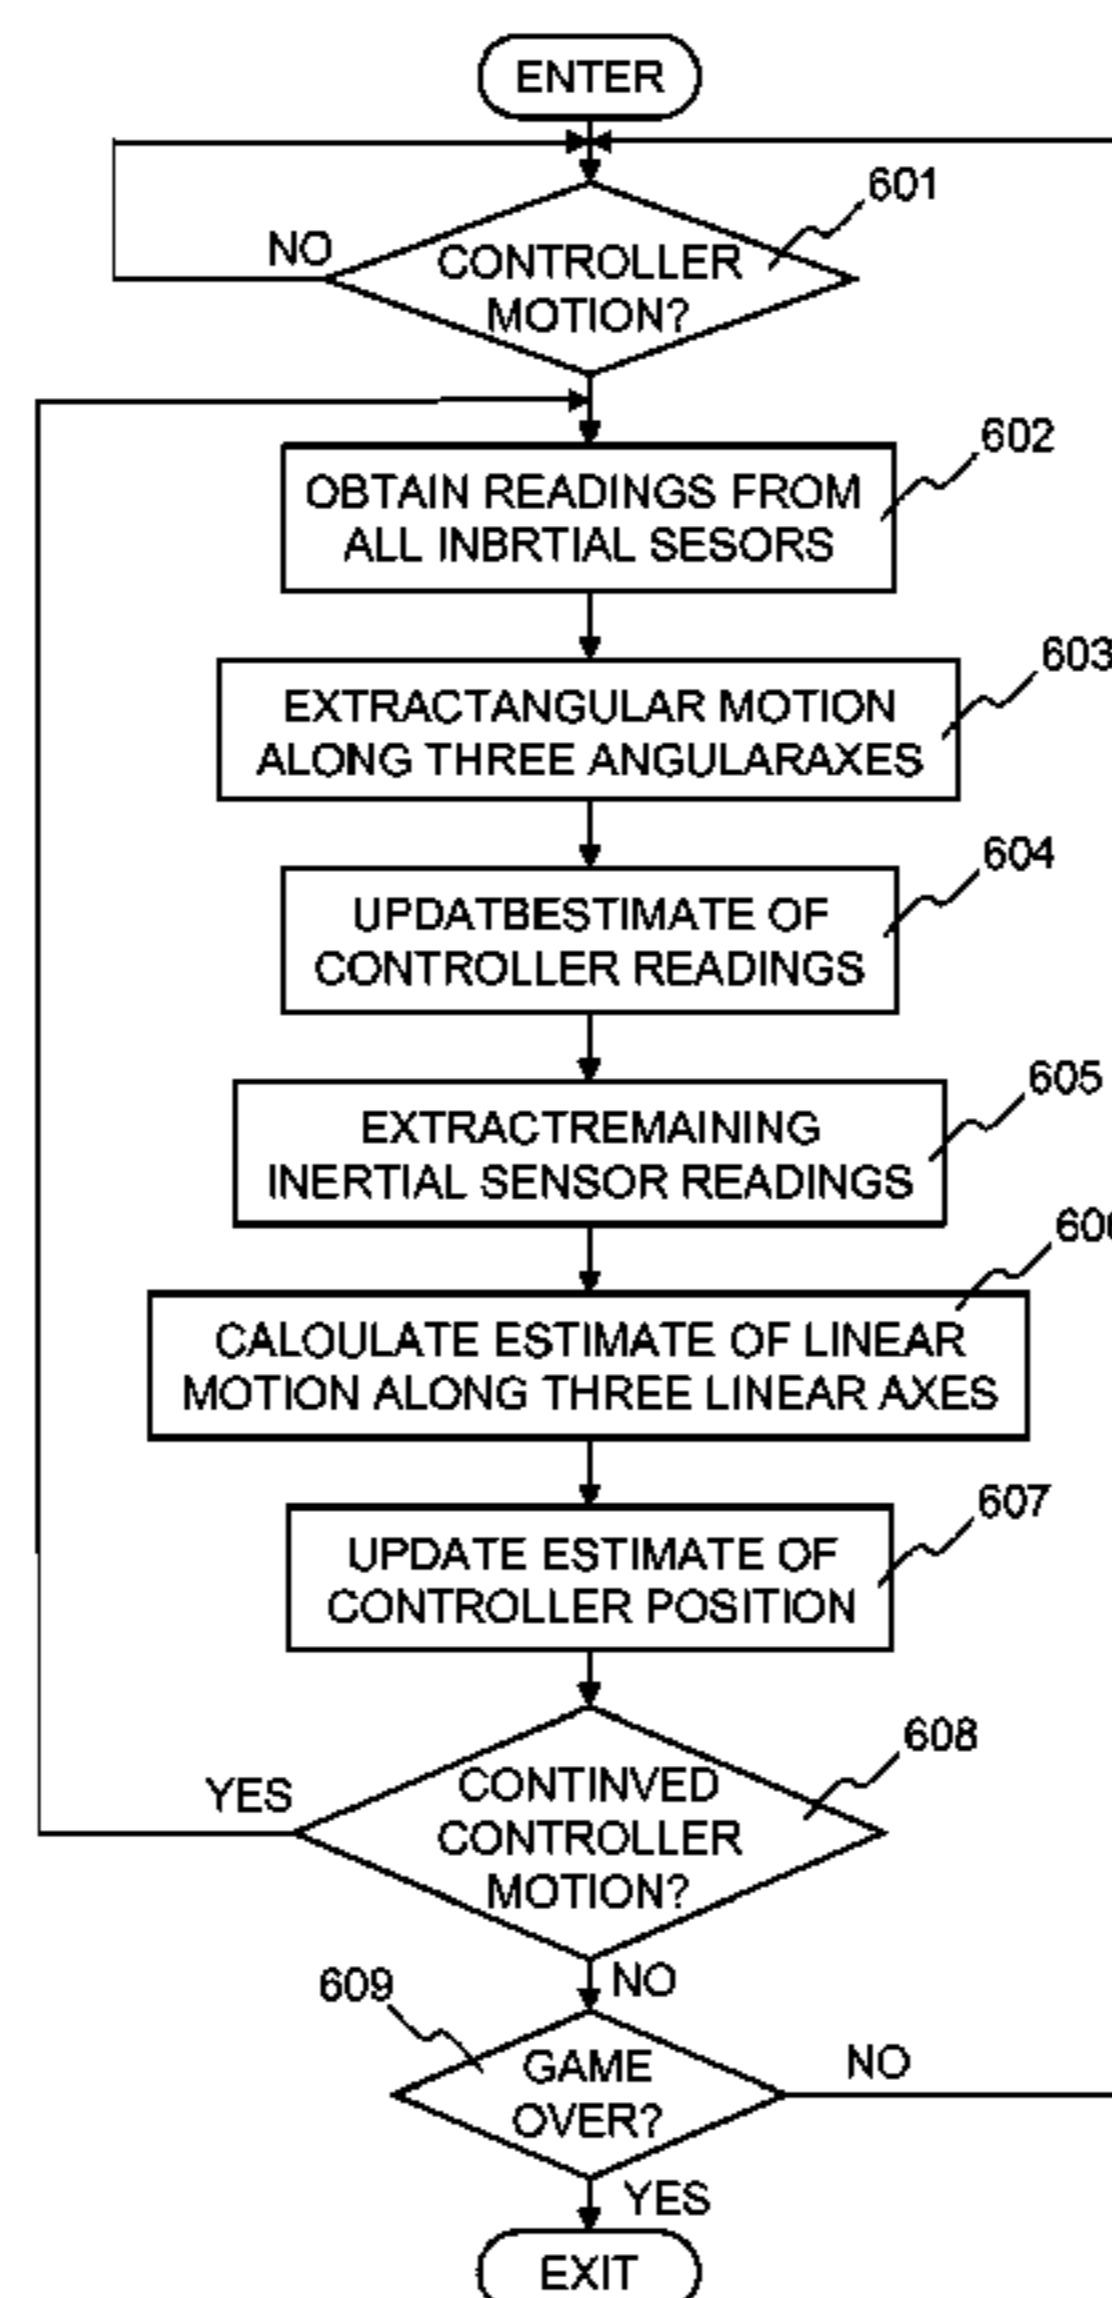 ENTER
601
NO
CONTROLLER
MOTION?
602
OBTAIN READINGS FROM
ALL INBRTIAL SESORS
603
EXTRACTANGULAR MOTION
ALONG THREE ANGULARAXES
604
UPDATBESTIMATE OF
CONTROLLER READINGS
605
EXTRACTREMAINING
INERTIAL SENSOR READINGS
606
CALOULATE ESTIMATE OF LINEAR
MOTION ALONG THREE LINEAR AXES
607
UPDATE ESTIMATE OF
CONTROLLER POSITION
608
YES
CONTINVED
CONTROLLER
MOTION?
NO
609
GAME
OVER?
NO
YES
EXIT